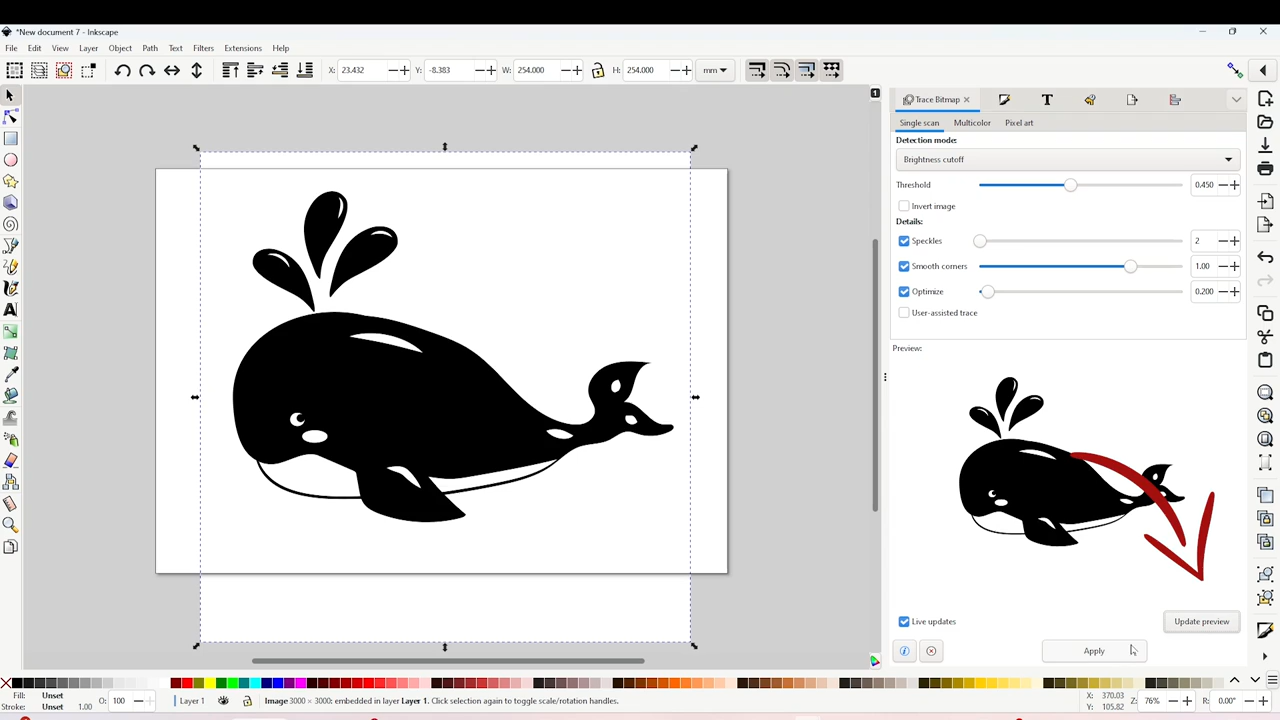 *New document 7 - Inkscape
File Edit View Layer Object Path Text Filters Extensions Help
X: 23.432 Y: -8.383 W: 254.000 H: 254.000 mm
1
Trace Bitmap
Single scan Multicolor Pixel art
Detection mode:
Brightness cutoff
Threshold 0.450
Invert image
Details:
Speckles 2
Smooth corners 1.00
Optimize 0.200
User-assisted trace
Preview:
Live updates Update preview
Apply
Fill: Unset
Stroke: Unset 1.00 O: 100 Layer 1 Image 3000 × 3000: embedded in layer Layer 1. Click selection again to toggle scale/rotation handles.
X: 370.03
Y: 105.82 Z: 76% R: 0.00°